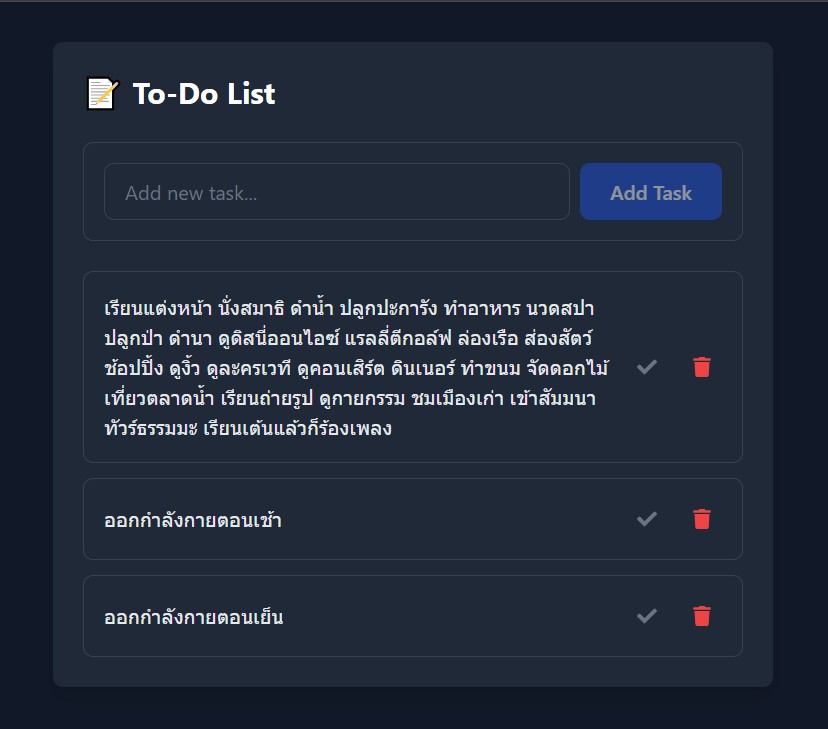 To-Do List
Add new task...
Add Task
เรียนแต่งหน้า นั่งสมาธิ ดำน้ำ ปลูกปะการัง ทำอาหาร นวดสปา
ปลูกป่า ดำนา ดูดิสนี่ออนไอซ์ แรลลี่ตีกอล์ฟ ล่องเรือ ส่องสัตว์
ช้อปปิ้ง ดูงิ้ว ดูละครเวที ดูคอนเสิร์ต ดินเนอร์ ทำขนม จัดดอกไม้
เที่ยวตลาดน้ำ เรียนถ่ายรูป ดูกายกรรม ชมเมืองเก่า เข้าสัมมนา
ทัวร์ธรรมมะ เรียนเต้นแล้วก็ร้องเพลง
ออกกำลังกายตอนเช้า
ออกกำลังกายตอนเย็น